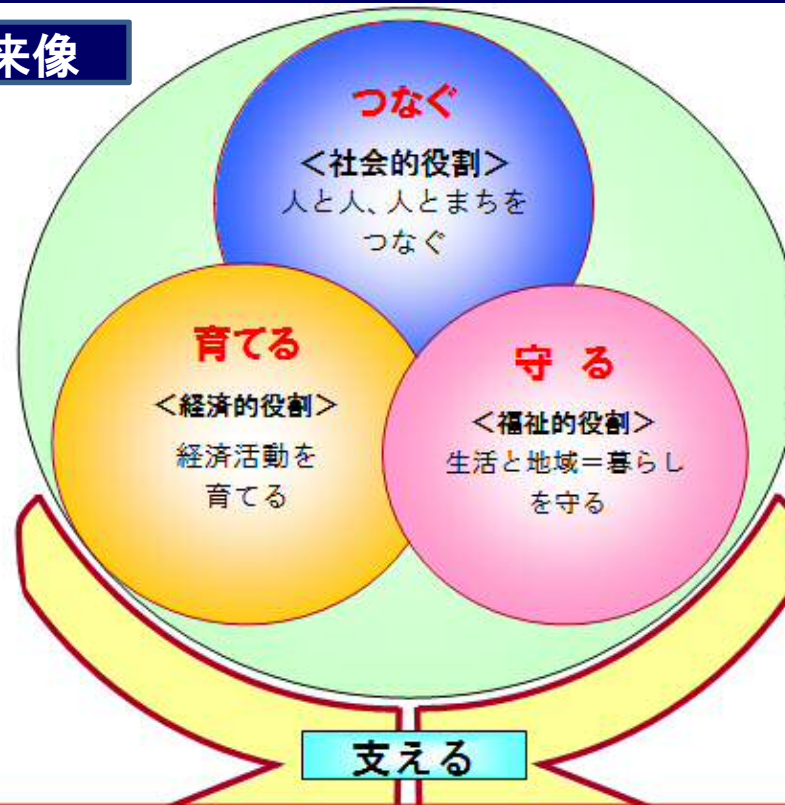 来像
つなぐ
＜社会的役割＞
人と人、人とまちを
つなぐ
育てる
＜経済的役割＞
経済活動を
育てる
守る
＜福祉的役割＞
生活と地域＝暮らし
を守る
支える